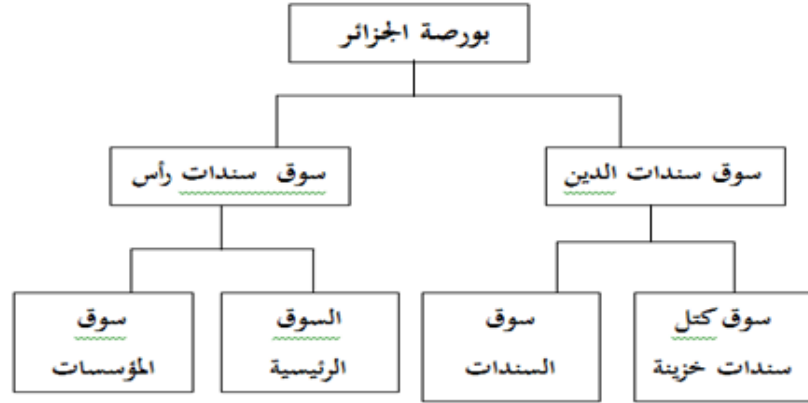 بورصة الجزائر
سوق سندات الدين
سوق سندات رأس
سوق كتل
سندات خزينة
سوق
السندات
السوق
الرئيسية
سوق
المؤسسات